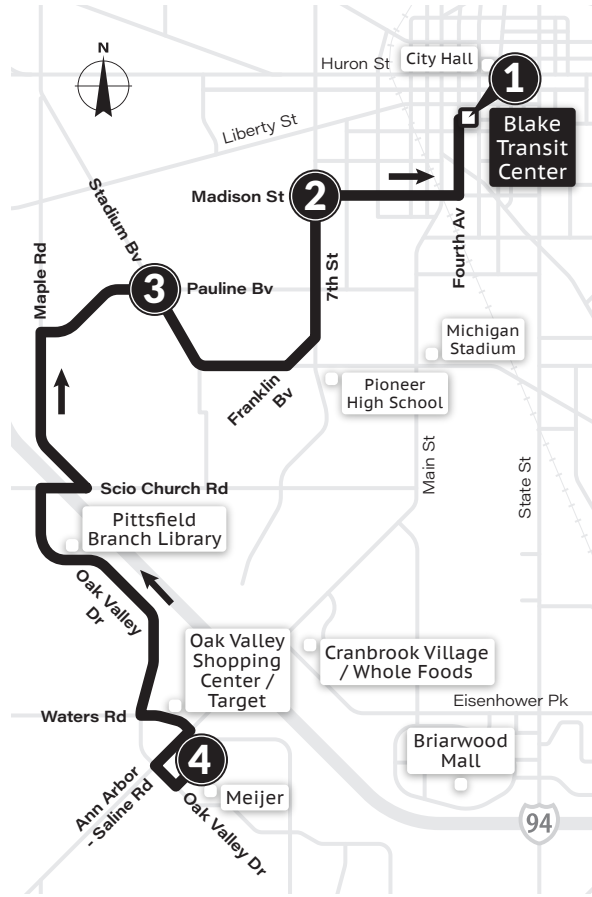 N
Huron St
City Hall
1
Liberty St
Blake
Transit
Center
Stadium Bv
Madison St
2
Maple Rd
3
Pauline Bv
7th St
Fourth Av
Michigan
Stadium
Franklin
Bv
Pioneer
High School
Main St
State St
Scio Church Rd
Pittsfield
Branch Library
Oak Valley
Dr
Oak Valley
Shopping
Center /
Target
Cranbrook Village
/ Whole Foods
Eisenhower Pk
Waters Rd
Briarwood
Mall
4
Ann Arbor
- Saline Rd
Meijer
Oak Valley Dr
94